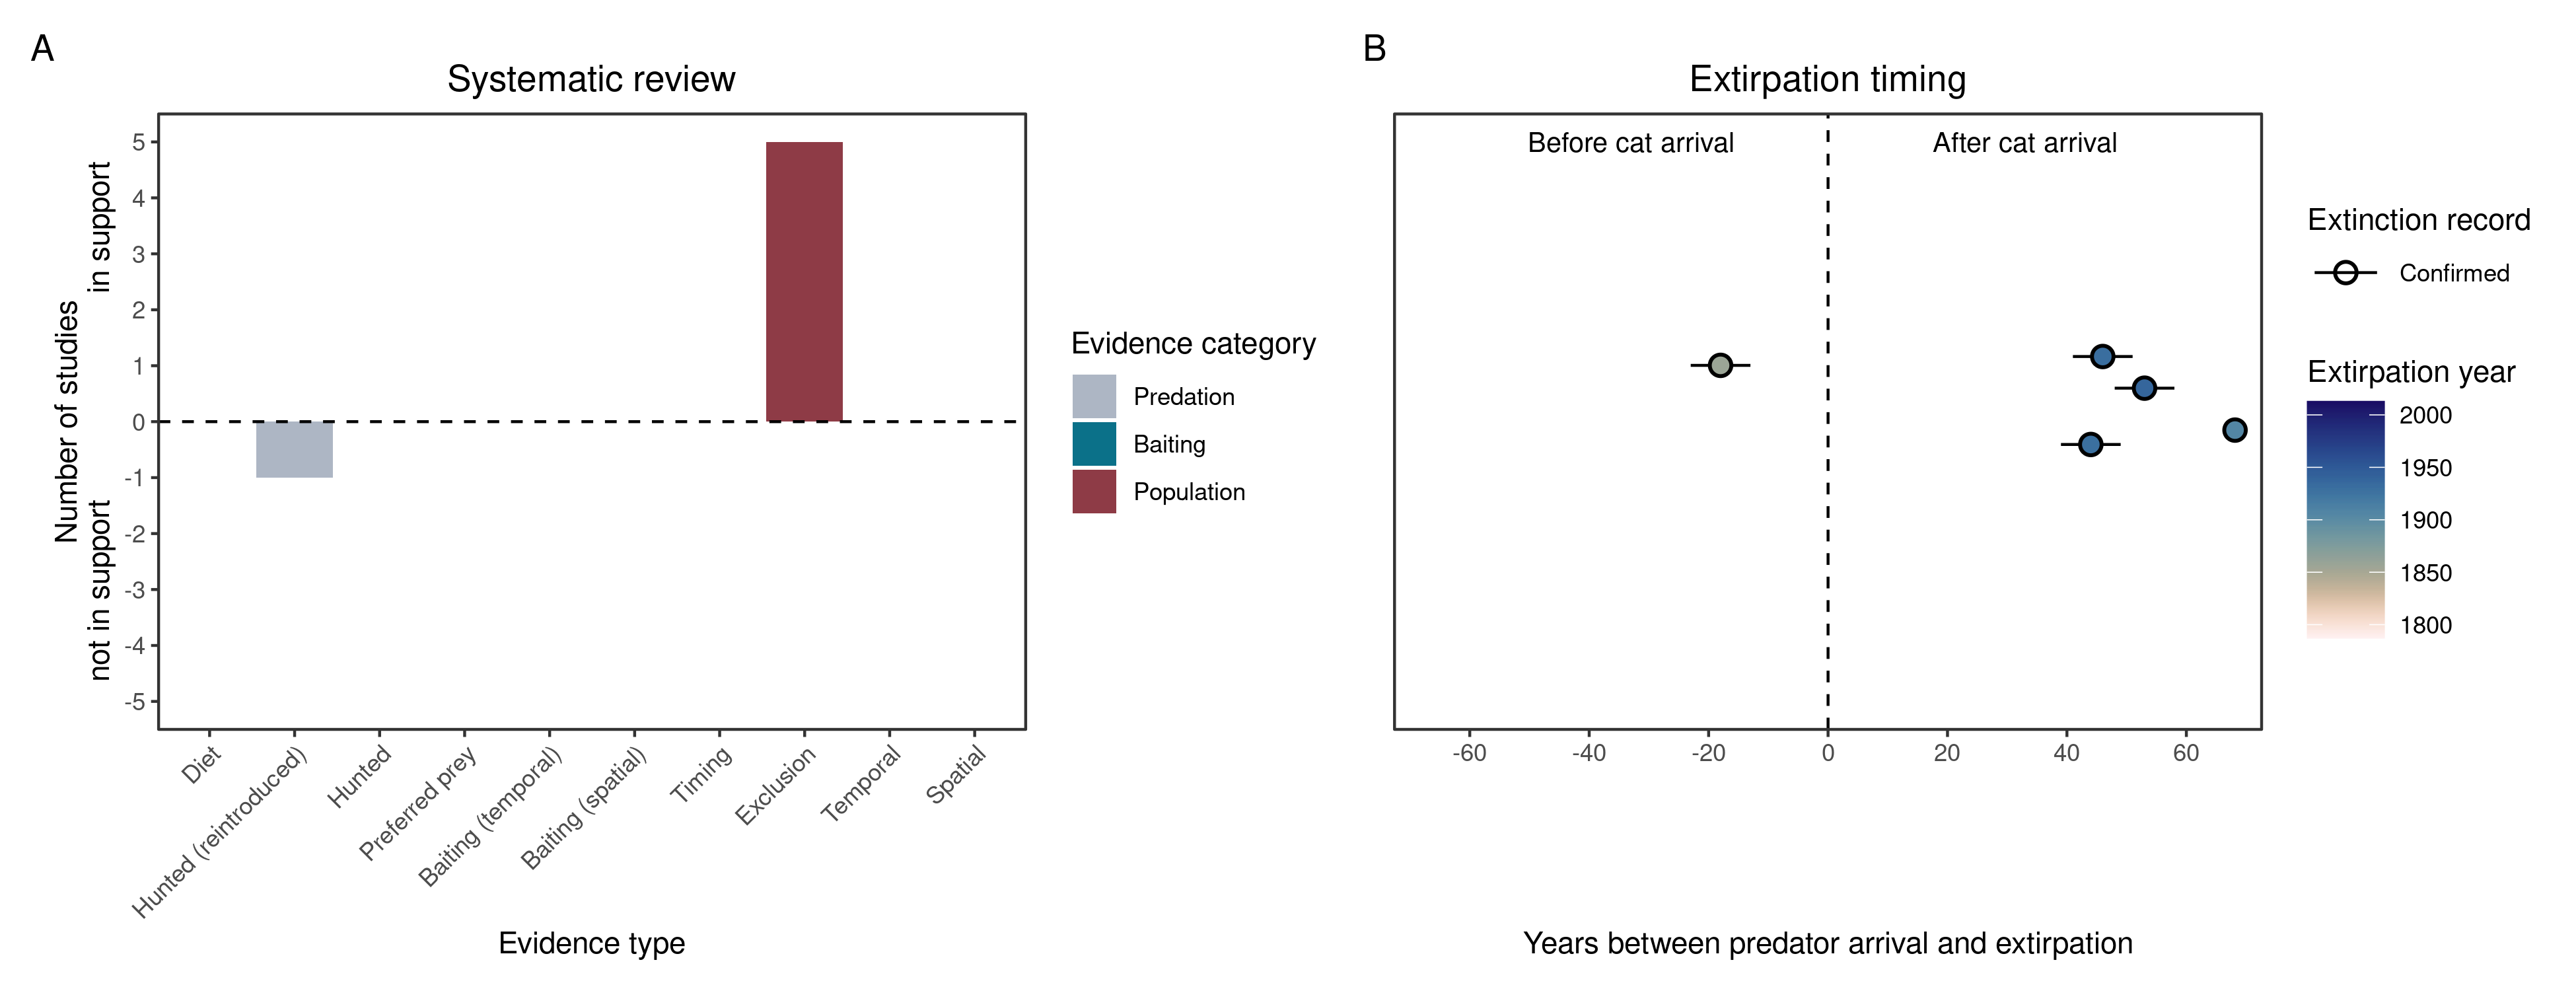 A
Systematic review
Number of studies
in support
not in support
5
4
3
2
1
0
-1
-2
-3
-4
-5
Diet
Hunted (reintroduced)
Hunted
Preferred prey
Baiting (temporal)
Baiting (spatial)
Timing
Exclusion
Temporal
Spatial
Evidence type
Evidence category
Predation
Baiting
Population
B
Extirpation timing
Before cat arrival
After cat arrival
-60
-40
-20
0
20
40
60
Years between predator arrival and extirpation
Extinction record
Confirmed
Extirpation year
2000
1950
1900
1850
1800